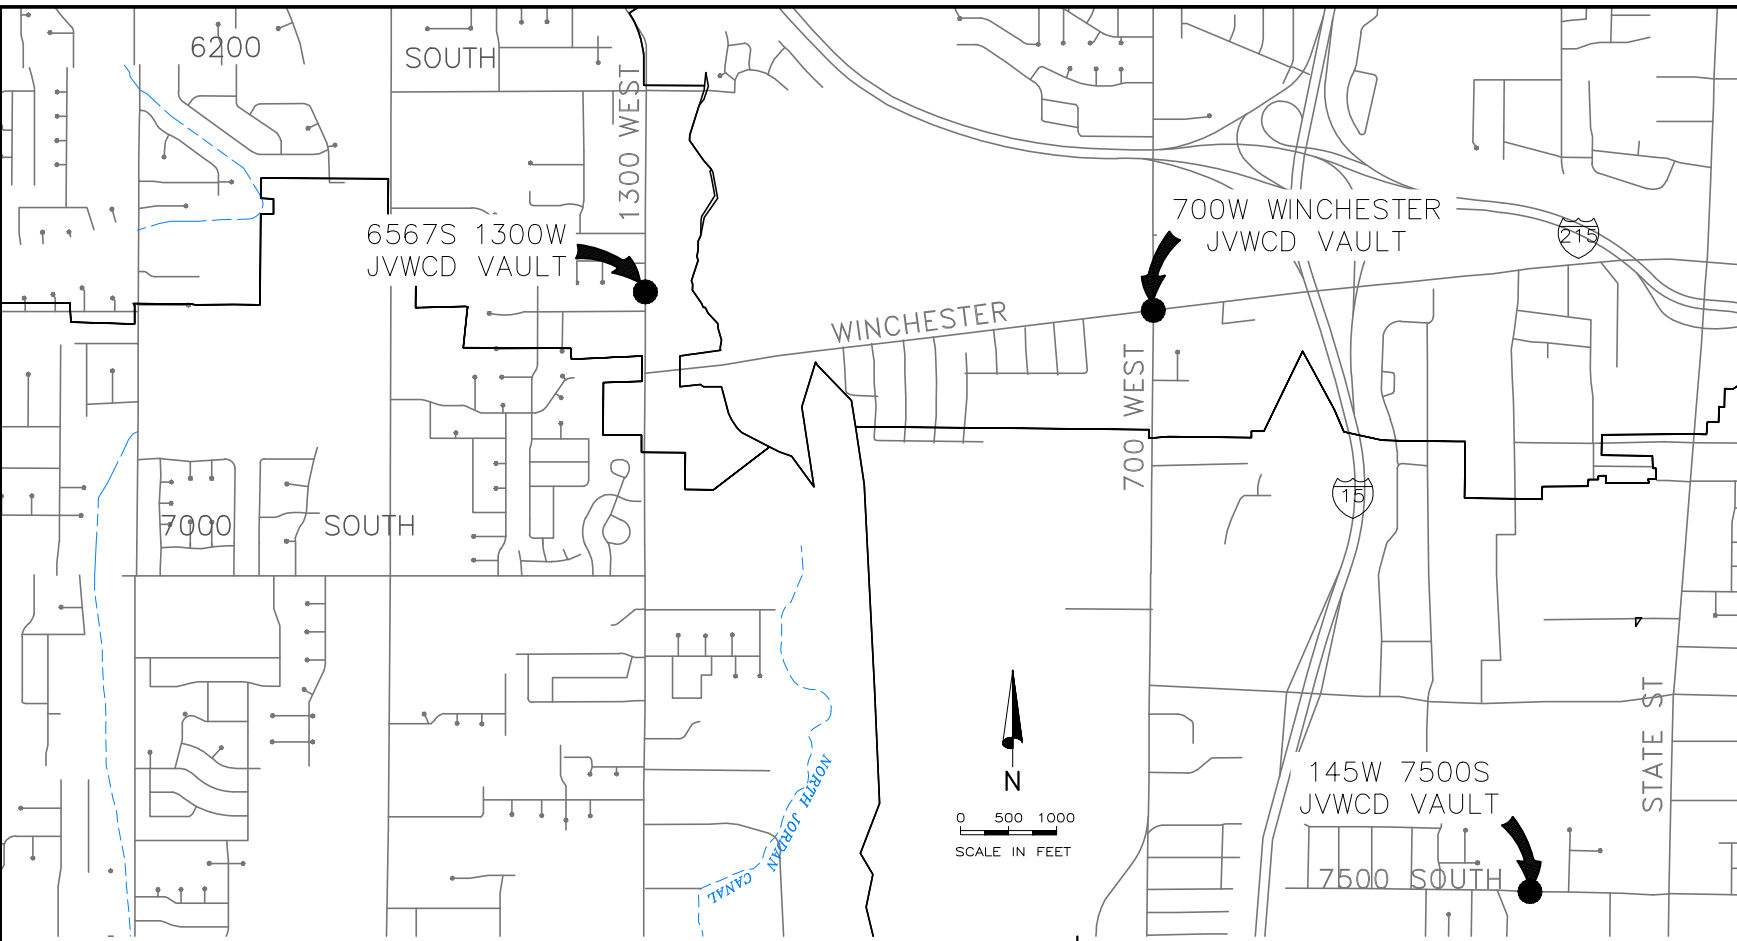 6200
SOUTH
1300 WEST
6567S 1300W
JVWCD VAULT
700W WINCHESTER
JVWCD VAULT
215
WINCHESTER
700 WEST
15
7000
SOUTH
N
0 500 1000
SCALE IN FEET
NORTH JORDAN
CANAL
STATE ST
145W 7500S
JVWCD VAULT
7500 SOUTH